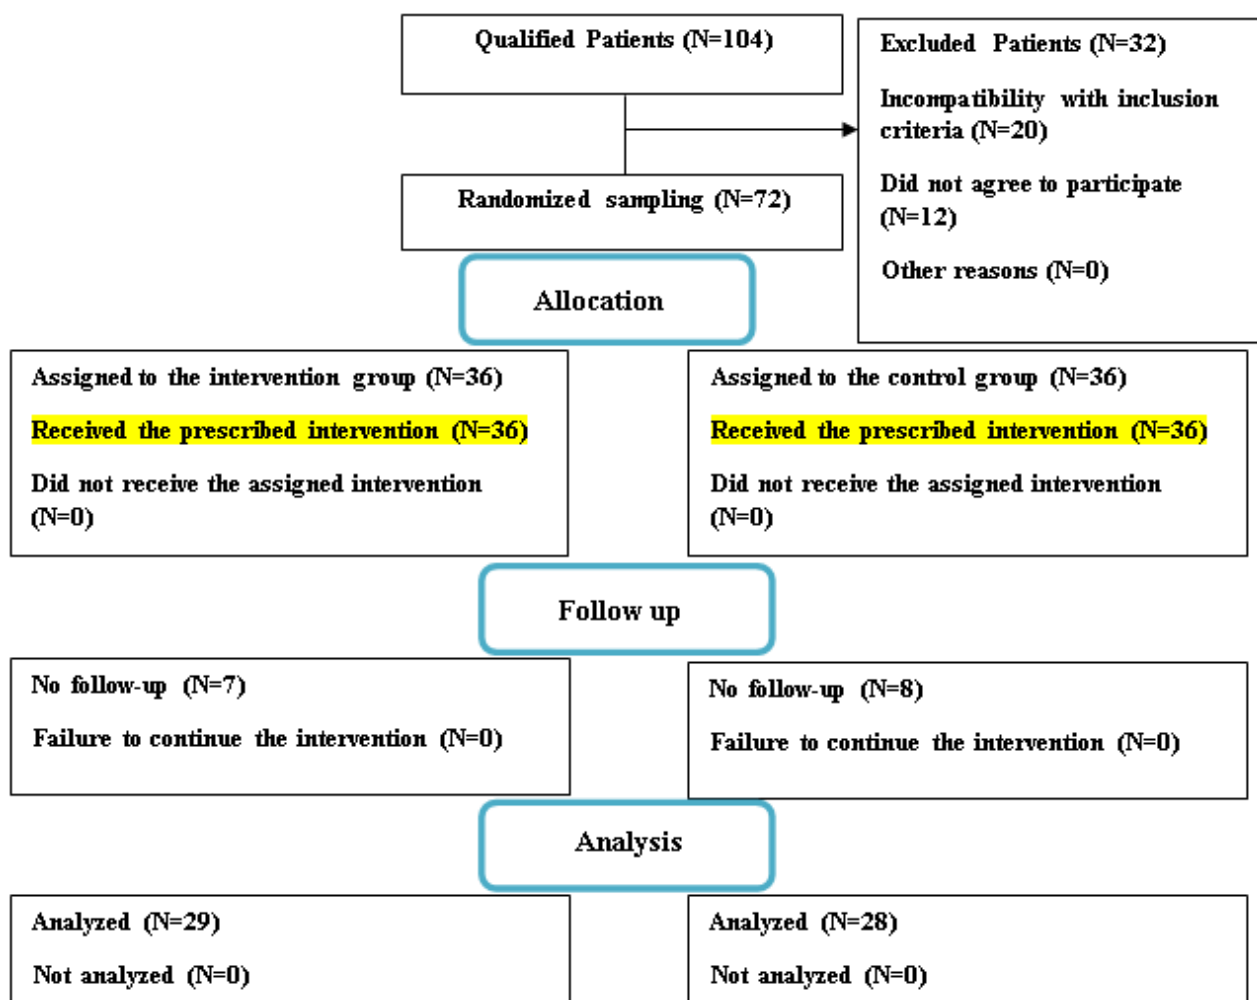 Qualified Patients (N=104)
Excluded Patients (N=32)
Incompatibility with inclusion
criteria (N=20)
Did not agree to participate
(N=12)
Other reasons (N=0)
Randomized sampling (N=72)
Allocation
Assigned to the intervention group (N=36)
Received the prescribed intervention (N=36)
Did not receive the assigned intervention
(N=0)
Assigned to the control group (N=36)
Received the prescribed intervention (N=36)
Did not receive the assigned intervention
(N=0)
Follow up
No follow-up (N=7)
Failure to continue the intervention (N=0)
No follow-up (N=8)
Failure to continue the intervention (N=0)
Analysis
Analyzed (N=29)
Not analyzed (N=0)
Analyzed (N=28)
Not analyzed (N=0)